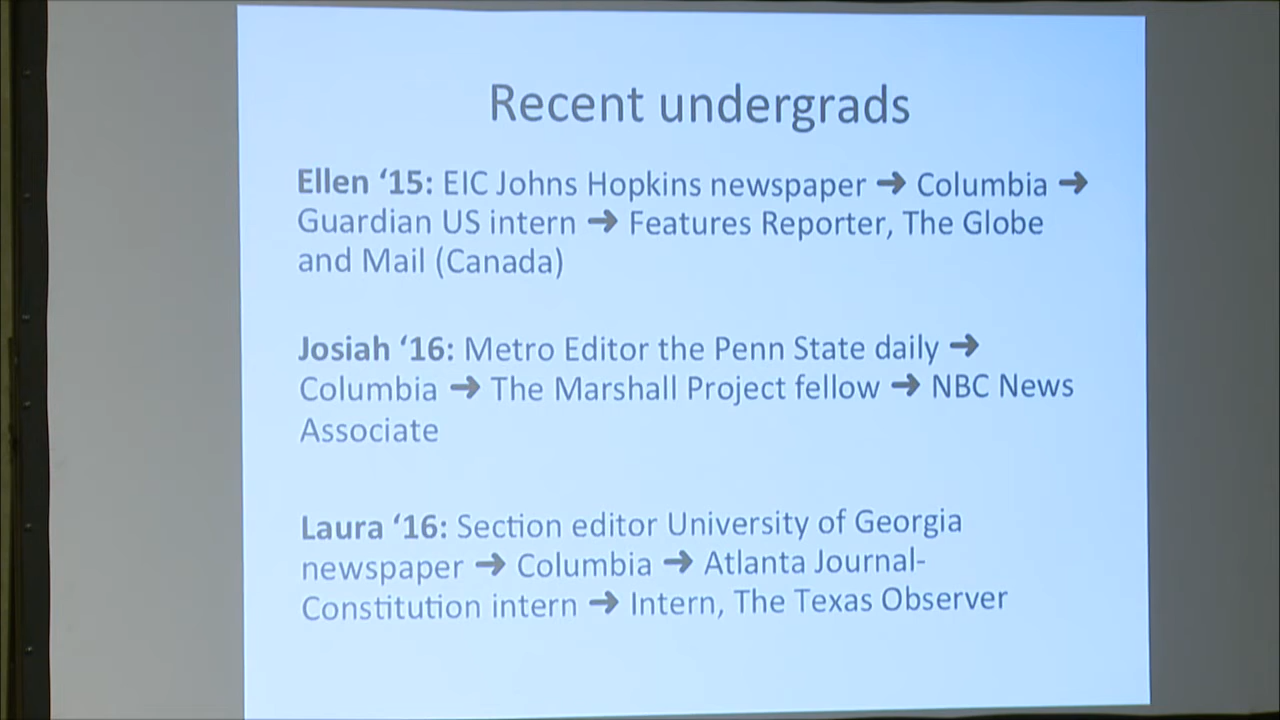 Recent undergrads
Ellen ‘15: EIC Johns Hopkins newspaper ➔ Columbia ➔
Guardian US intern ➔ Features Reporter, The Globe
and Mail (Canada)
Josiah ‘16: Metro Editor the Penn State daily ➔
Columbia ➔ The Marshall Project fellow ➔ NBC News
Associate
Laura ‘16: Section editor University of Georgia
newspaper ➔ Columbia ➔ Atlanta Journal-
Constitution intern ➔ Intern, The Texas Observer